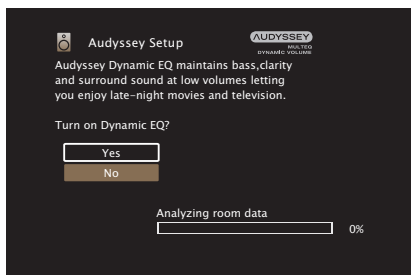 Audyssey Setup
AUDYSSEY
MULTEQ
DYNAMIC VOLUME
Audyssey Dynamic EQ maintains bass,clarity
and surround sound at low volumes letting
you enjoy late-night movies and television.
Turn on Dynamic EQ?
Yes
No
Analyzing room data
0%